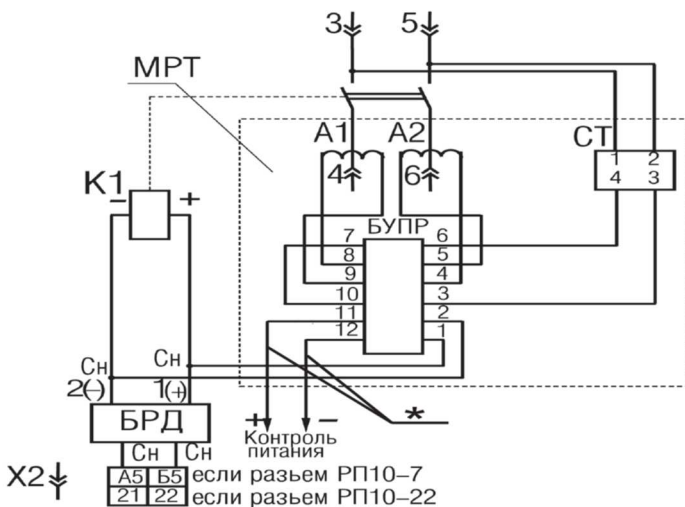 3 5
МРТ
А1 А2 СТ
1 2
4 3
4 6
К1
– +
БУПР
7 6
8 5
9 4
10 3
11 2
12 1
Сн Сн
2(–) 1(+)
БРД
+ – *
Контроль
питания
Сн Сн
Х2
А5 Б5 если разьем РП10–7
21 22 если разьем РП10–22